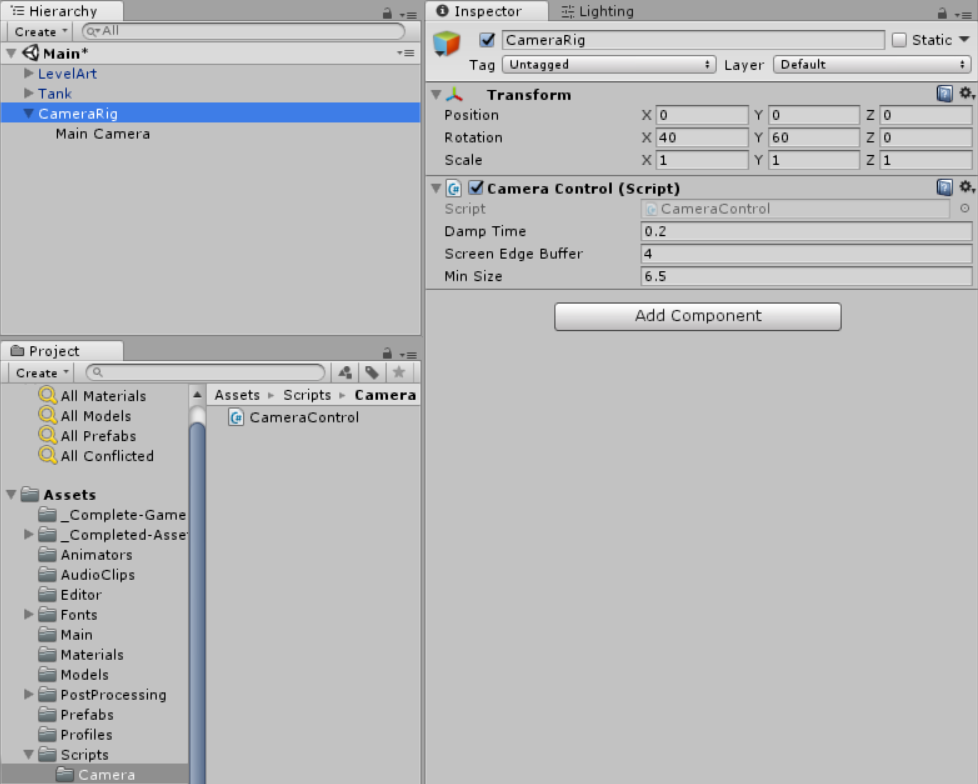 Hierarchy
Create
All
Main*
LevelArt
Tank
CameraRig
Main Camera
Project
Create
All Materials
All Models
All Prefabs
All Conflicted
Assets
_Complete-Game
_Completed-Asse
Animators
AudioClips
Editor
Fonts
Main
Materials
Models
PostProcessing
Prefabs
Profiles
Scripts
Camera
Assets Scripts Camera
CameraControl
Inspector Lighting
CameraRig Static
Tag Untagged Layer Default
Transform
Position X 0 Y 0 Z 0
Rotation X 40 Y 60 Z 0
Scale X 1 Y 1 Z 1
Camera Control (Script)
Script CameraControl
Damp Time 0.2
Screen Edge Buffer 4
Min Size 6.5
Add Component